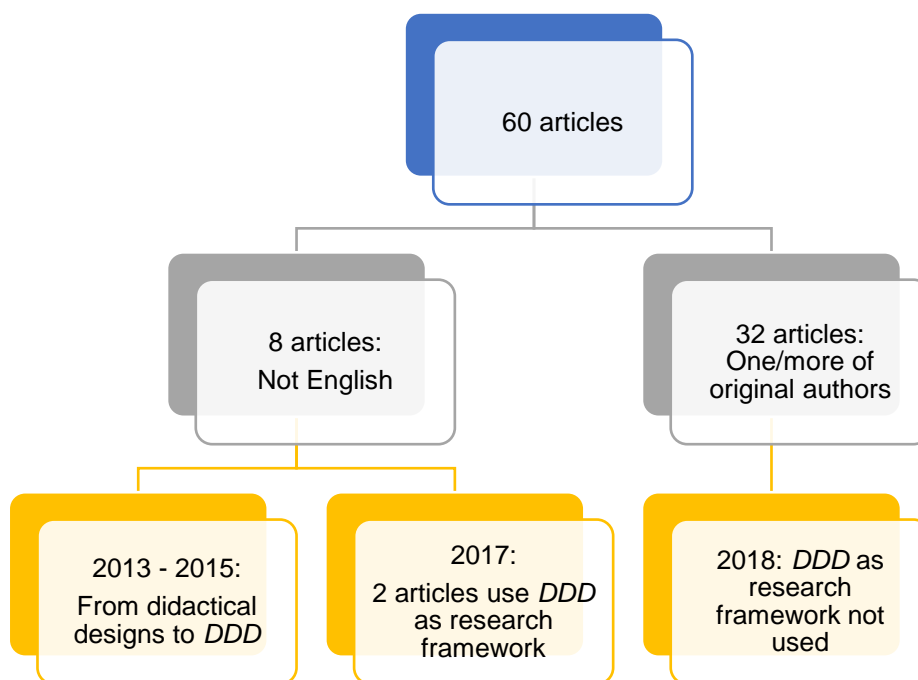 60 articles
8 articles:
Not English
32 articles:
One/more of
original authors
2013 - 2015:
From didactical
designs to DDD
2017:
2 articles use DDD
as research
framework
2018: DDD as
research
framework not
used